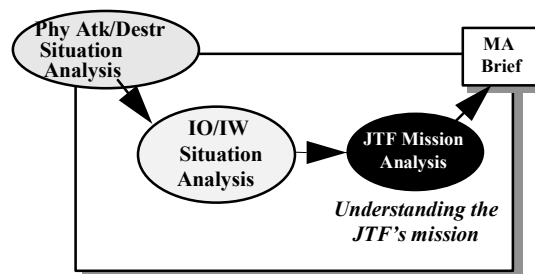 Phy Atk/Destr
Situation
Analysis
MA
Brief
IO/IW
Situation
Analysis
JTF Mission
Analysis
Understanding the
JTF's mission